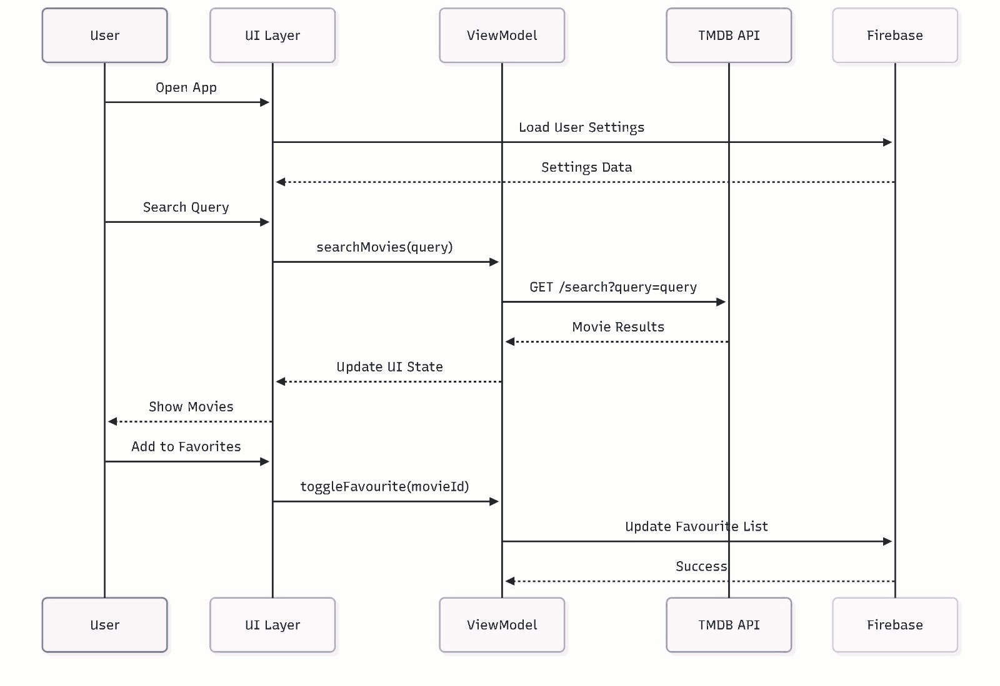 User
UI Layer
ViewModel
TMDB API
Firebase
Open App
Load User Settings
Settings Data
Search Query
searchMovies(query)
GET /search?query=query
Movie Results
Update UI State
Show Movies
Add to Favorites
toggleFavourite(movieId)
Update Favourite List
Success
User
UI Layer
ViewModel
TMDB API
Firebase